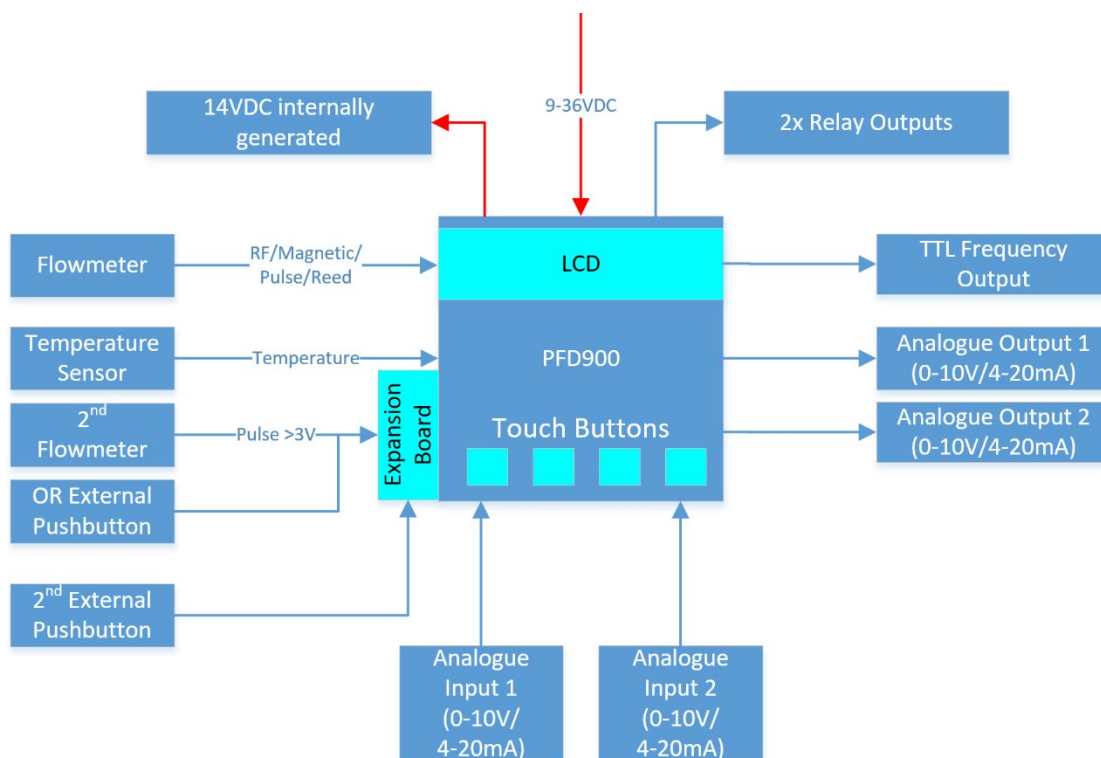 14VDC internally
generated
9-36VDC
2x Relay Outputs
Flowmeter
RF/Magnetic/
Pulse/Reed
LCD
TTL Frequency
Output
Temperature
Sensor
Temperature
PFD900
Analogue Output 1
(0-10V/4-20mA)
2nd
Flowmeter
Pulse >3V
Expansion
Board
Touch Buttons
Analogue Output 2
(0-10V/4-20mA)
OR External
Pushbutton
2nd External
Pushbutton
Analogue
Input 1
(0-10V/
4-20mA)
Analogue
Input 2
(0-10V/
4-20mA)